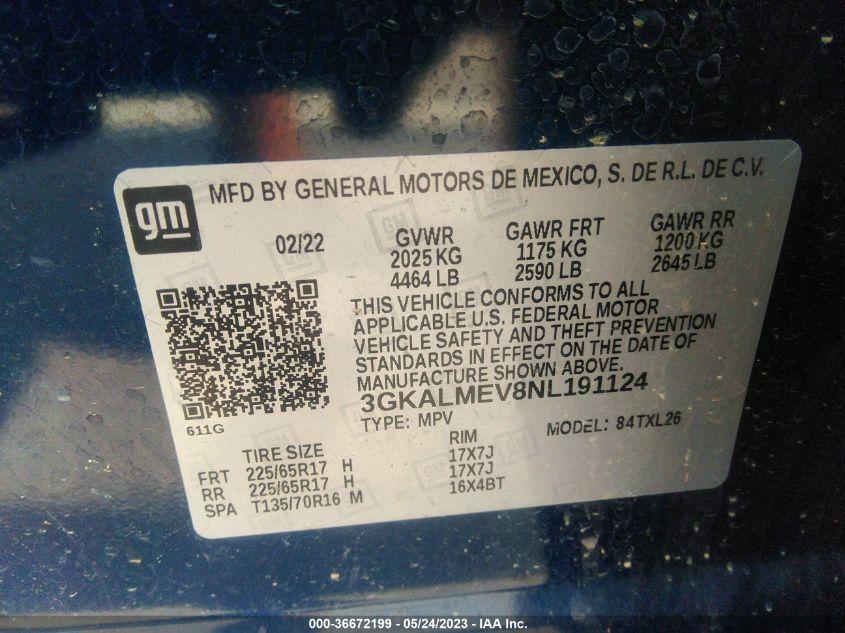 gm
MFD BY GENERAL MOTORS DE MEXICO, S. DE R.L. DE C.V.
02/22 GVWR GAWR FRT GAWR RR
2025 KG 1175 KG 1200 KG
4464 LB 2590 LB 2645 LB
THIS VEHICLE CONFORMS TO ALL
APPLICABLE U.S. FEDERAL MOTOR
VEHICLE SAFETY AND THEFT PREVENTION
STANDARDS IN EFFECT ON THE DATE OF
MANUFACTURE SHOWN ABOVE.
3GKALMEV8NL191124
611G
TYPE: MPV MODEL: 84TXL26
TIRE SIZE RIM
FRT 225/65R17 H 17X7J
RR 225/65R17 H 17X7J
SPA T135/70R16 M 16X4BT
000-36672199 - 05/24/2023 - IAA Inc.